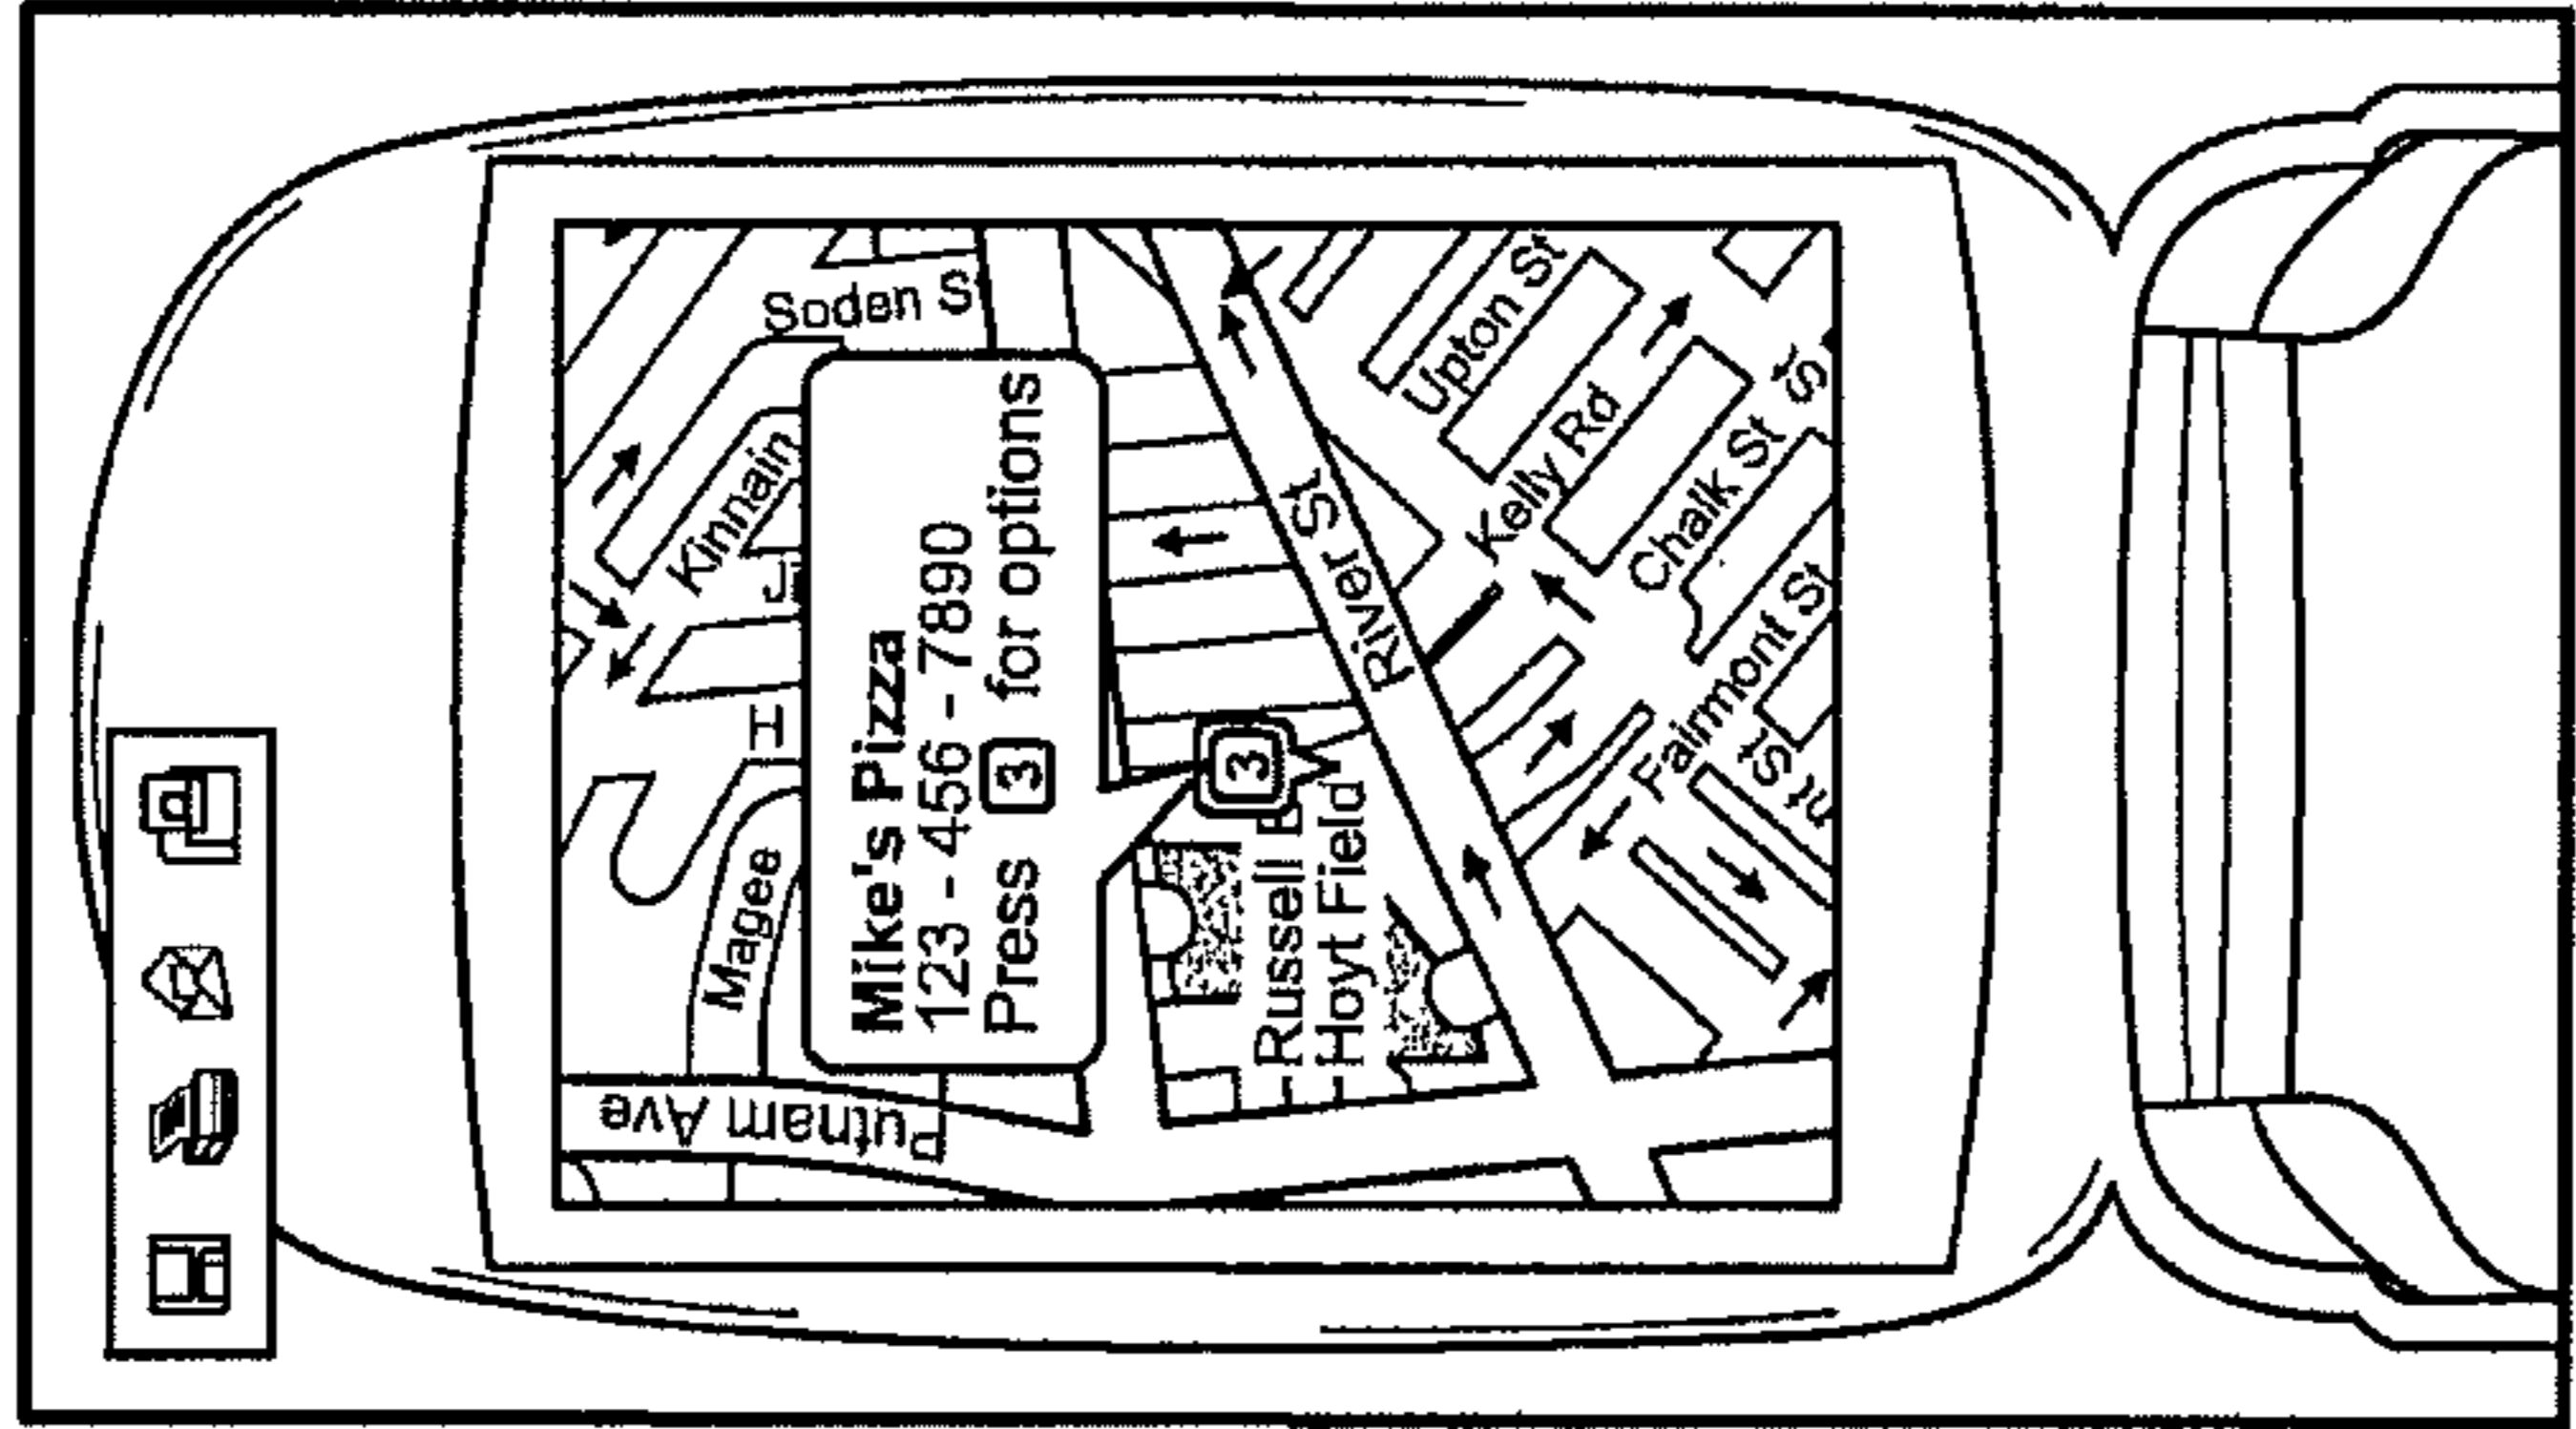 Mike's Pizza
123 - 456 - 7890
Press 3 for options
3
Putnam Ave
Magee
Kinnain
Soden S
H
Russell
Hoyt Field
River St
Upton St
Kelly Rd
Chalk St
St
Fairmont St
nt St